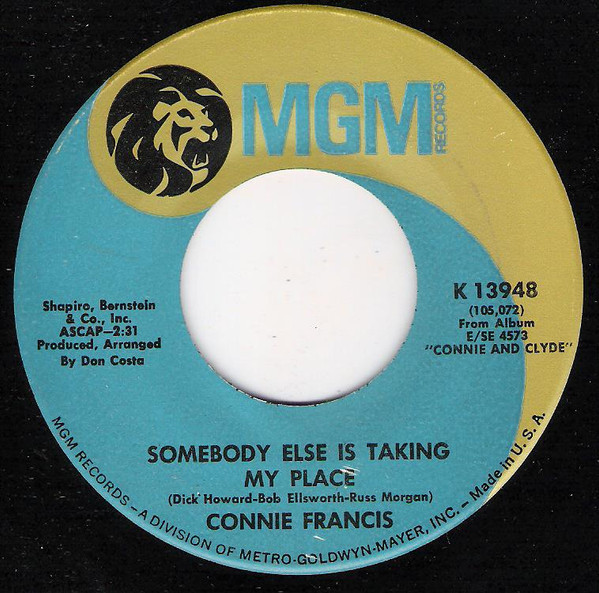 MGM
RECORDS
Shapiro, Bernstein
& Co., Inc.
ASCAP–2:31
Produced, Arranged
By Don Costa
K 13948
(105,072)
From Album
E/SE 4573
"CONNIE AND CLYDE"
SOMEBODY ELSE IS TAKING
MY PLACE
(Dick Howard-Bob Ellsworth-Russ Morgan)
CONNIE FRANCIS
MGM RECORDS – A DIVISION OF METRO-GOLDWYN-MAYER, INC. – Made in U. S. A.